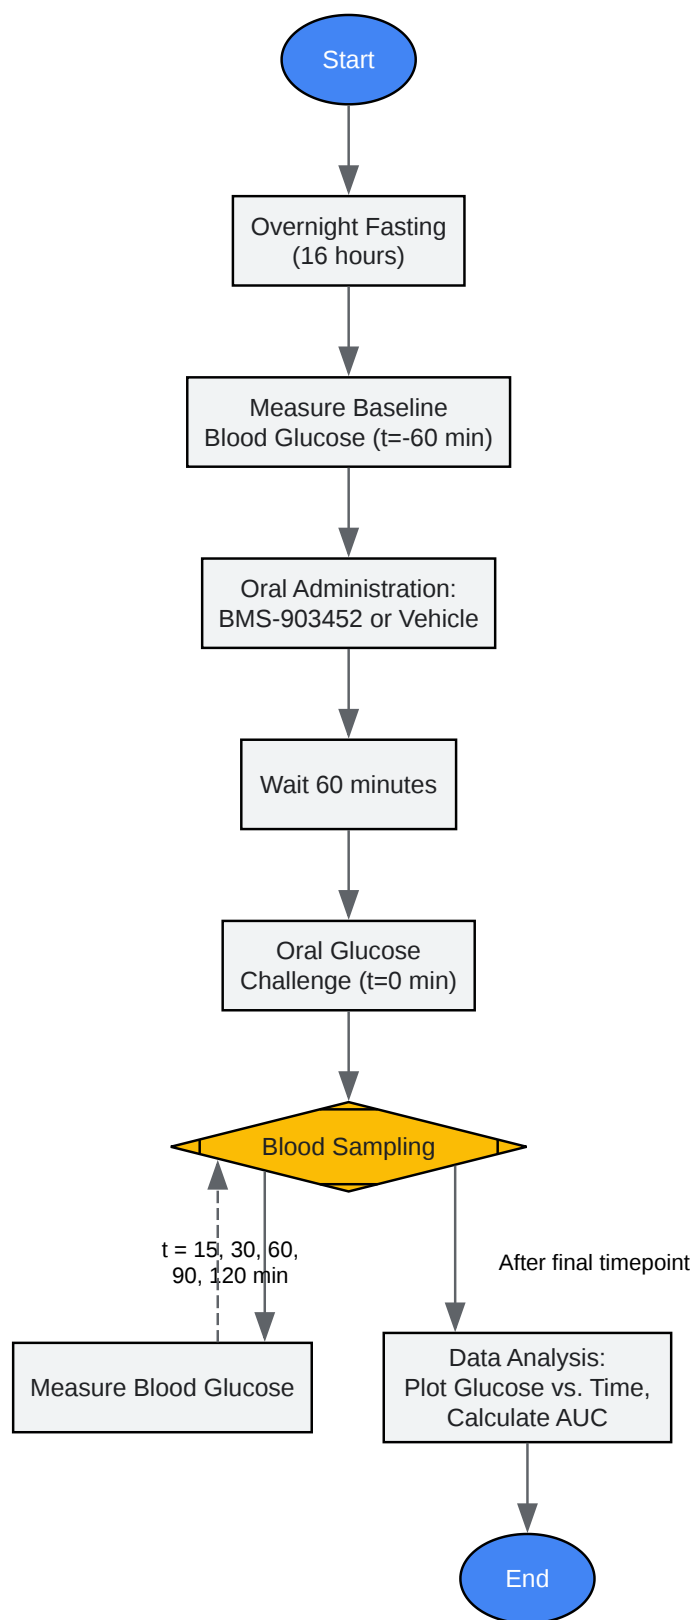 Start
Overnight Fasting
(16 hours)
Measure Baseline
Blood Glucose (t=-60 min)
Oral Administration:
BMS-903452 or Vehicle
Wait 60 minutes
Oral Glucose
Challenge (t=0 min)
Blood Sampling
t = 15, 30, 60,
90, 120 min
After final timepoint
Measure Blood Glucose
Data Analysis:
Plot Glucose vs. Time,
Calculate AUC
End